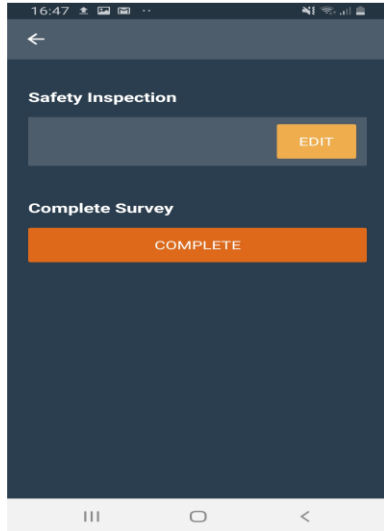 16:47
Safety Inspection
EDIT
Complete Survey
COMPLETE